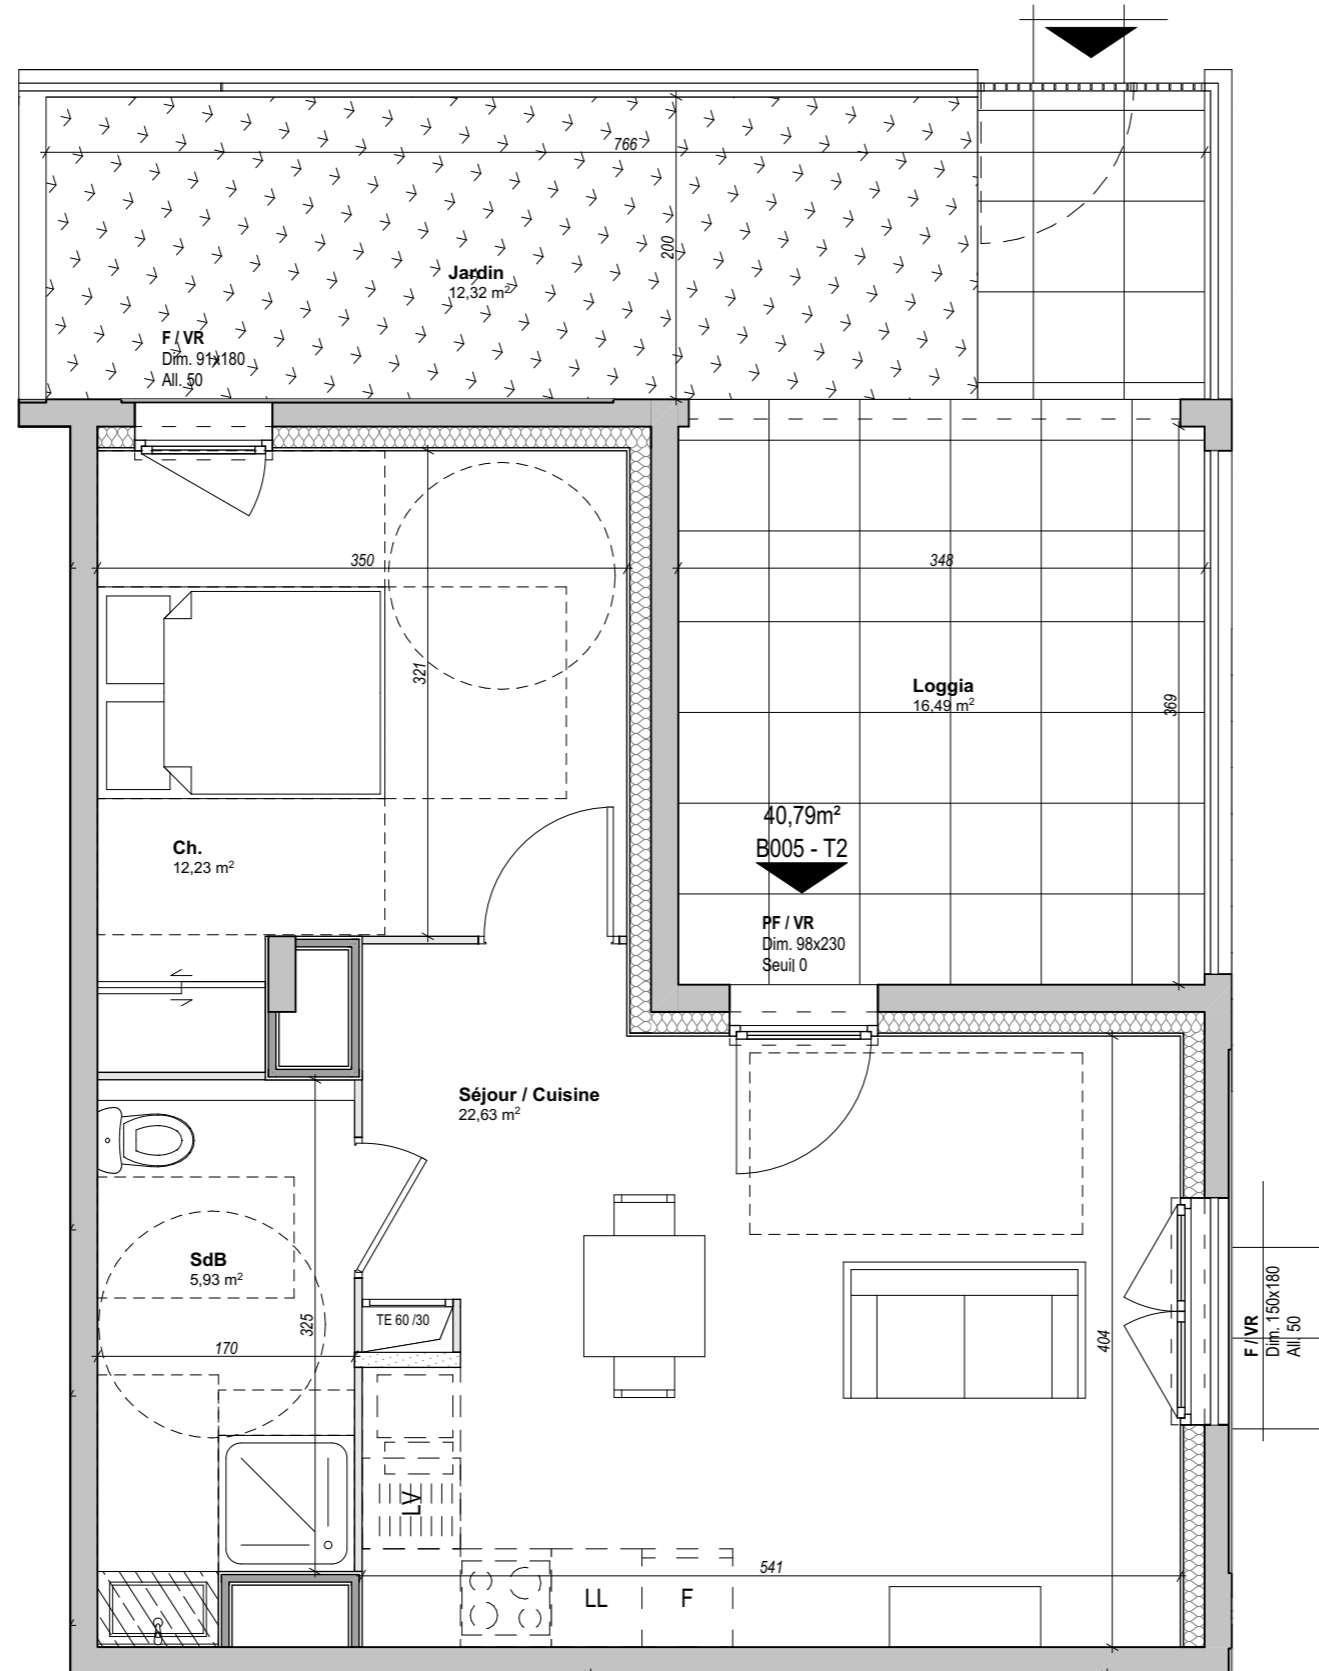 766
200
Jardin
12,32 m²
F / VR
Dim. 91x180
All. 50
350
348
321
Loggia
16,49 m²
369
40,79m²
B005 - T2
Ch.
12,23 m²
PF / VR
Dim. 98x230
Seuil 0
Séjour / Cuisine
22,63 m²
SdB
5,93 m²
TE 60 /30
325
170
404
F / VR
Dim. 150x180
All. 50
LV
541
LL
F